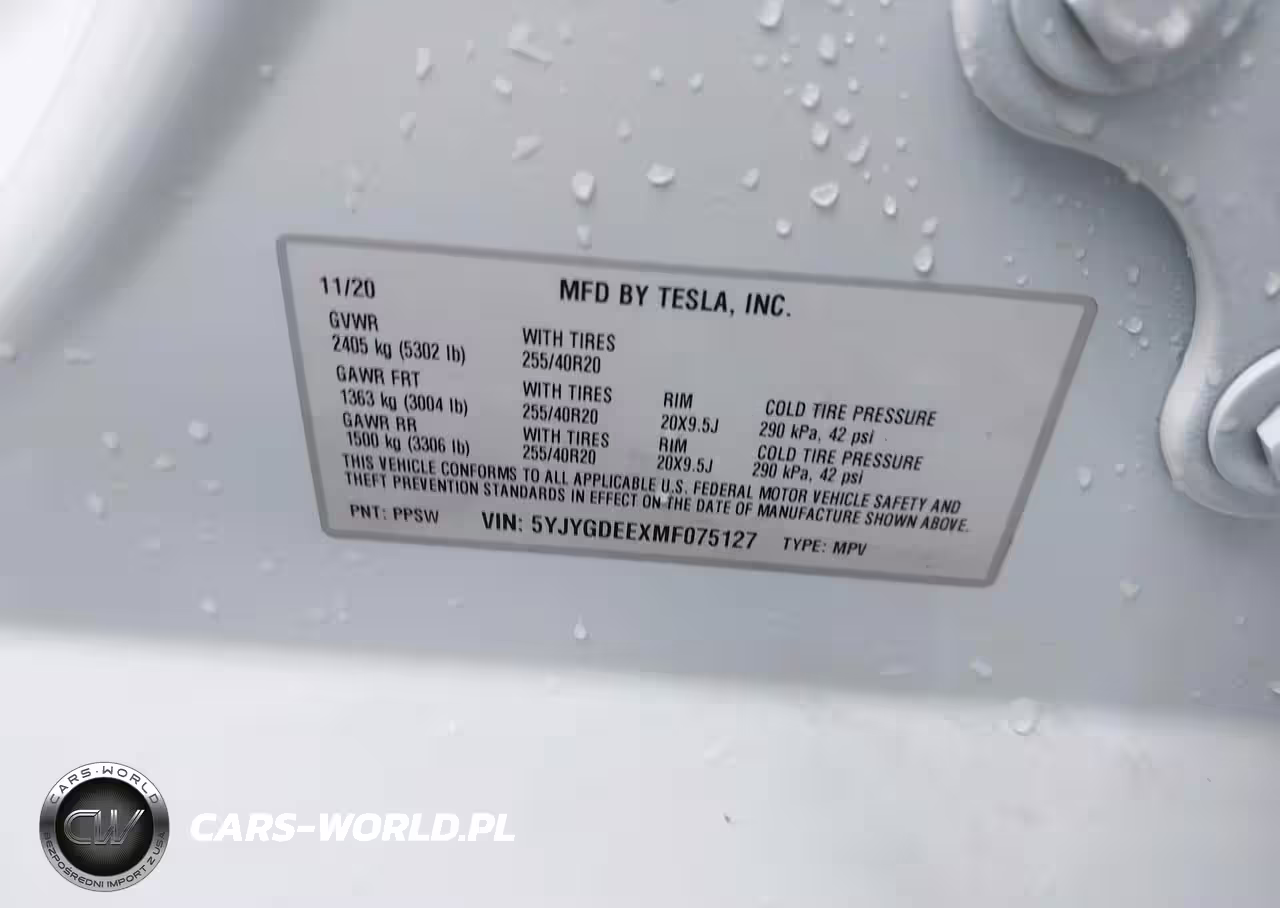 11/20
MFD BY TESLA, INC.
GVWR
2405 kg (5302 lb)
WITH TIRES
255/40R20
GAWR FRT
1363 kg (3004 lb)
WITH TIRES
255/40R20
RIM
20X9.5J
COLD TIRE PRESSURE
290 kPa, 42 psi
GAWR RR
1500 kg (3306 lb)
WITH TIRES
255/40R20
RIM
20X9.5J
COLD TIRE PRESSURE
290 kPa, 42 psi
THIS VEHICLE CONFORMS TO ALL APPLICABLE U.S. FEDERAL MOTOR VEHICLE SAFETY AND
THEFT PREVENTION STANDARDS IN EFFECT ON THE DATE OF MANUFACTURE SHOWN ABOVE.
PNT: PPSW
VIN: 5YJYGDEEXMF075127
TYPE: MPV
CARS-WORLD
CW
BEZPOŚREDNI IMPORT Z USA
CARS-WORLD.PL